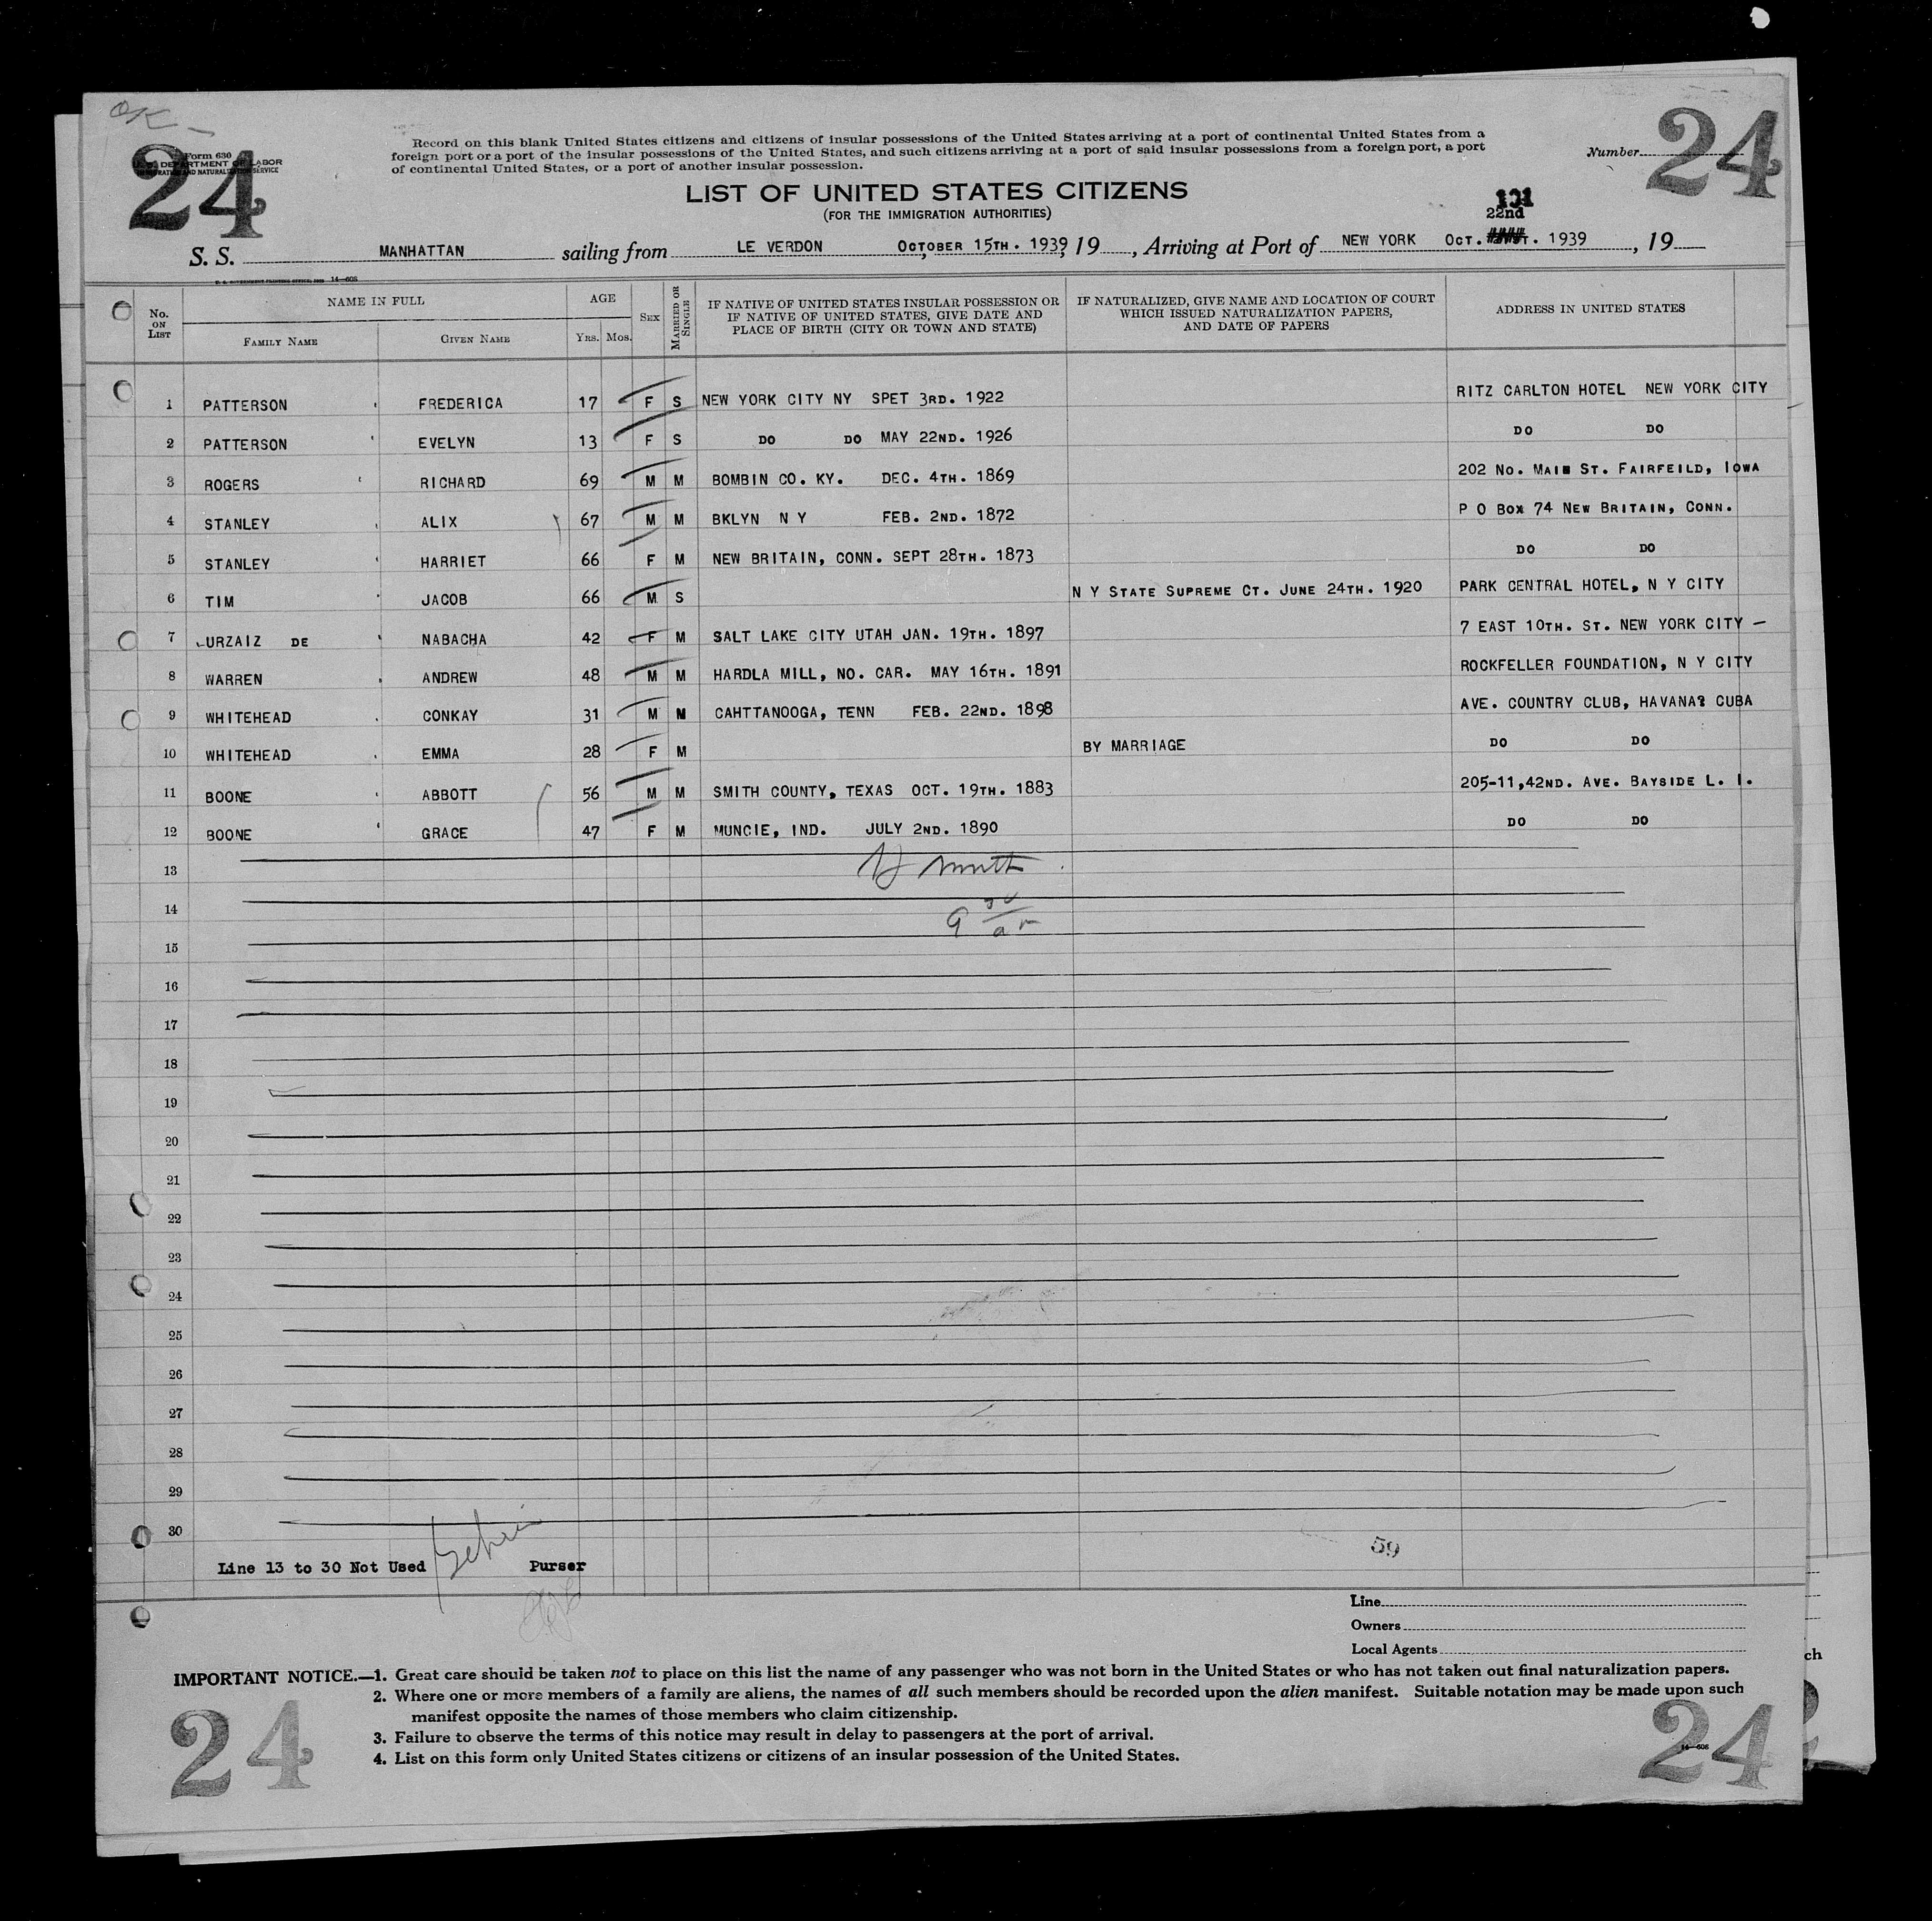 OK
24
24
Form 630
U. S. DEPARTMENT OF LABOR
IMMIGRATION AND NATURALIZATION SERVICE
Record on this blank United States citizens and citizens of insular possessions of the United States arriving at a port of continental United States from a
foreign port or a port of the insular possessions of the United States, and such citizens arriving at a port of said insular possessions from a foreign port, a port
of continental United States, or a port of another insular possession.
Number
LIST OF UNITED STATES CITIZENS
(FOR THE IMMIGRATION AUTHORITIES)
22nd
S. S. MANHATTAN sailing from LE VERDON OCTOBER 15TH. 1939, 19 , Arriving at Port of NEW YORK OCT. 1939 , 19
U. S. GOVERNMENT PRINTING OFFICE 14—608
No. ON LIST NAME IN FULL AGE SEX MARRIED OR SINGLE IF NATIVE OF UNITED STATES INSULAR POSSESSION OR IF NATIVE OF UNITED STATES, GIVE DATE AND PLACE OF BIRTH (CITY OR TOWN AND STATE) IF NATURALIZED, GIVE NAME AND LOCATION OF COURT WHICH ISSUED NATURALIZATION PAPERS, AND DATE OF PAPERS ADDRESS IN UNITED STATES
FAMILY NAME GIVEN NAME YRS. MOS.
1 PATTERSON FREDERICA 17 F S NEW YORK CITY NY SPET 3RD. 1922 RITZ CARLTON HOTEL NEW YORK CITY
2 PATTERSON EVELYN 13 F S DO DO MAY 22ND. 1926 DO DO
3 ROGERS RICHARD 69 M M BOMBIN CO. KY. DEC. 4TH. 1869 202 NO. MAIN ST. FAIRFEILD, IOWA
4 STANLEY ALIX 67 M M BKLYN N Y FEB. 2ND. 1872 P O BOX 74 NEW BRITAIN, CONN.
5 STANLEY HARRIET 66 F M NEW BRITAIN, CONN. SEPT 28TH. 1873 DO DO
6 TIM JACOB 66 M S N Y STATE SUPREME CT. JUNE 24TH. 1920 PARK CENTRAL HOTEL, N Y CITY
7 URZAIZ DE NABACHA 42 F M SALT LAKE CITY UTAH JAN. 19TH. 1897 7 EAST 10TH. ST. NEW YORK CITY —
8 WARREN ANDREW 48 M M HARDLA MILL, NO. CAR. MAY 16TH. 1891 ROCKFELLER FOUNDATION, N Y CITY
9 WHITEHEAD CONKAY 31 M M CAHTTANOOGA, TENN FEB. 22ND. 1898 AVE. COUNTRY CLUB, HAVANA? CUBA
10 WHITEHEAD EMMA 28 F M BY MARRIAGE DO DO
11 BOONE ABBOTT 56 M M SMITH COUNTY, TEXAS OCT. 19TH. 1883 205-11,42ND. AVE. BAYSIDE L. I.
12 BOONE GRACE 47 F M MUNCIE, IND. JULY 2ND. 1890 DO DO
13
14
15
16
17
18
19
20
21
22
23
24
25
26
27
28
29
30
59
Line 13 to 30 Not Used Purser
Line
Owners
Local Agents
IMPORTANT NOTICE.—1. Great care should be taken not to place on this list the name of any passenger who was not born in the United States or who has not taken out final naturalization papers.
2. Where one or more members of a family are aliens, the names of all such members should be recorded upon the alien manifest. Suitable notation may be made upon such
manifest opposite the names of those members who claim citizenship.
3. Failure to observe the terms of this notice may result in delay to passengers at the port of arrival.
4. List on this form only United States citizens or citizens of an insular possession of the United States.
24
24
14—608
ch